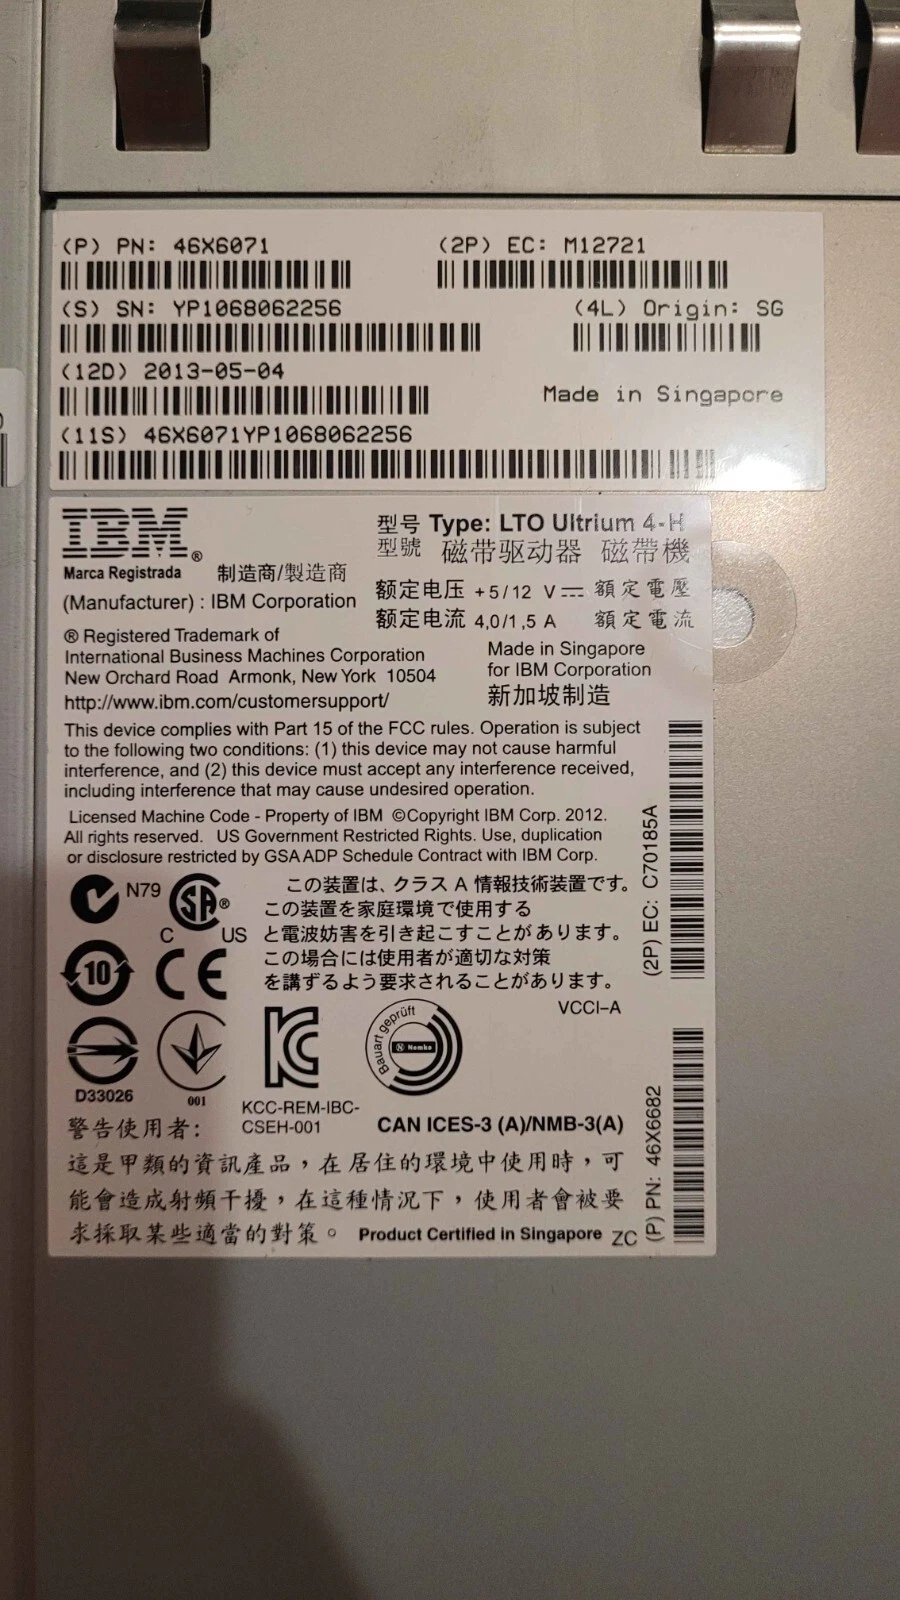 (P) PN: 46X6071
(2P) EC: M12721
(S) SN: YP1068062256
(4L) Origin: SG
(12D) 2013-05-04
Made in Singapore
(11S) 46X6071YP1068062256
IBM®
Marca Registrada
制造商/製造商
(Manufacturer) : IBM Corporation
型号 Type: LTO Ultrium 4-H
型號 磁带驱动器 磁帶機
额定电压 +5/12 V 額定電壓
额定电流 4,0/1,5 A 額定電流
® Registered Trademark of
International Business Machines Corporation
New Orchard Road Armonk, New York 10504
http://www.ibm.com/customersupport/
Made in Singapore
for IBM Corporation
新加坡制造
This device complies with Part 15 of the FCC rules. Operation is subject
to the following two conditions: (1) this device may not cause harmful
interference, and (2) this device must accept any interference received,
including interference that may cause undesired operation.
Licensed Machine Code - Property of IBM ©Copyright IBM Corp. 2012.
All rights reserved. US Government Restricted Rights. Use, duplication
or disclosure restricted by GSA ADP Schedule Contract with IBM Corp.
N79
SA®
C US
10
CE
この装置は、クラス A 情報技術装置です。
この装置を家庭環境で使用する
と電波妨害を引き起こすことがあります。
この場合には使用者が適切な対策
を講ずるよう要求されることがあります。
VCCI-A
D33026
001
KC
KCC-REM-IBC-
CSEH-001
Bauart geprüft
N Nemko
CAN ICES-3 (A)/NMB-3(A)
警告使用者:
這是甲類的資訊產品，在居住的環境中使用時，可
能會造成射頻干擾，在這種情況下，使用者會被要
求採取某些適當的對策。 Product Certified in Singapore ZC
(2P) EC: C70185A
(P) PN: 46X6682